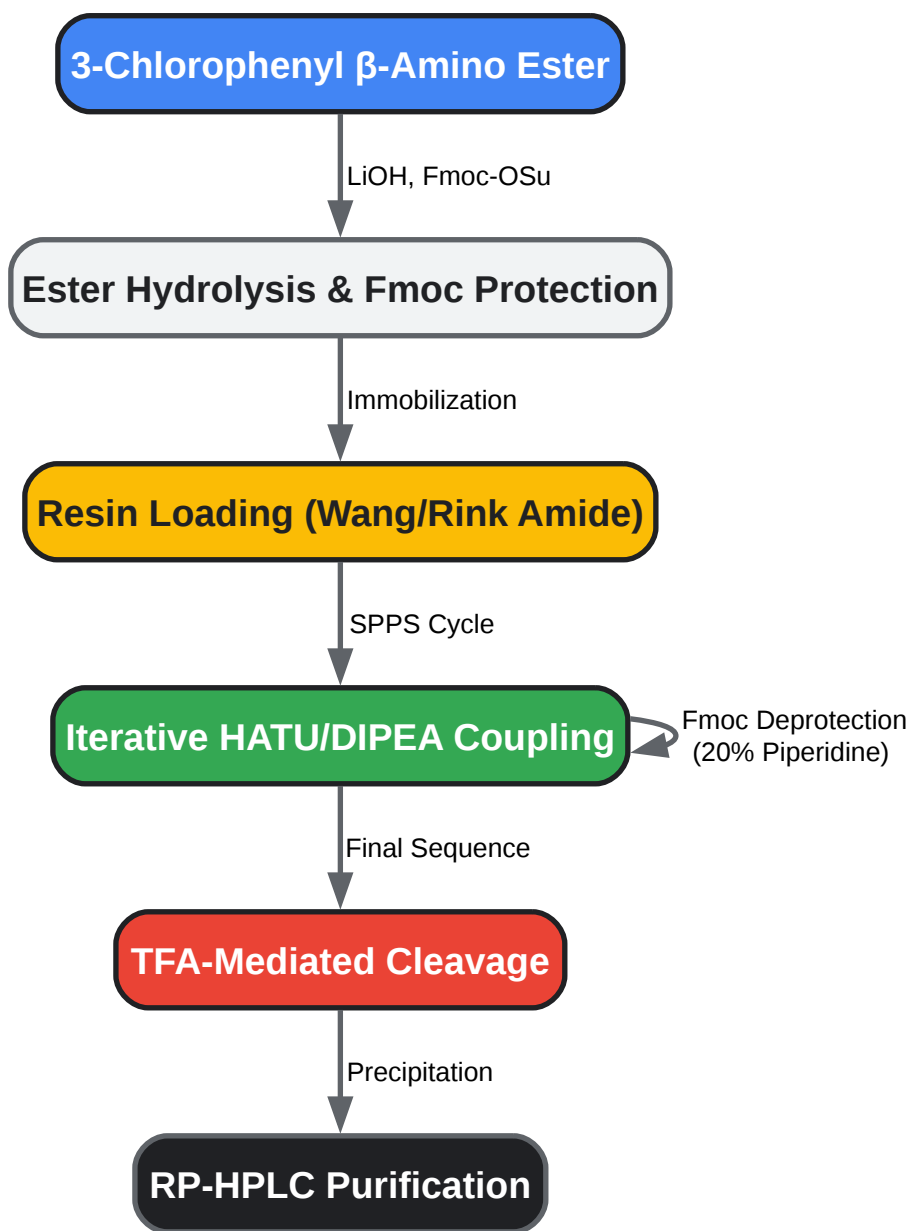 3-Chlorophenyl β-Amino Ester
LiOH, Fmoc-OSu
Ester Hydrolysis & Fmoc Protection
Immobilization
Resin Loading (Wang/Rink Amide)
SPPS Cycle
Iterative HATU/DIPEA Coupling
Fmoc Deprotection
(20% Piperidine)
Final Sequence
TFA-Mediated Cleavage
Precipitation
RP-HPLC Purification